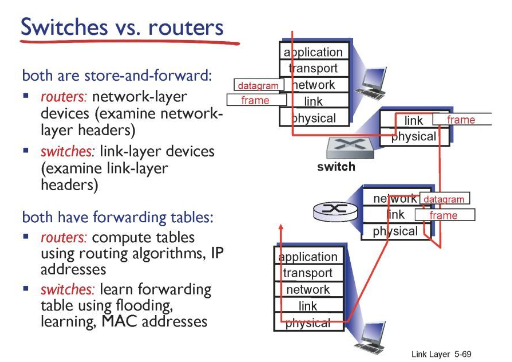 Switches vs. routers
both are store-and-forward:
▪ routers: network-layer
devices (examine network-
layer headers)
▪ switches: link-layer devices
(examine link-layer
headers)
both have forwarding tables:
▪ routers: compute tables
using routing algorithms, IP
addresses
▪ switches: learn forwarding
table using flooding,
learning, MAC addresses
application
transport
datagram network
frame link
physical
link frame
physical
switch
network datagram
link frame
physical
application
transport
network
link
physical
Link Layer 5-69